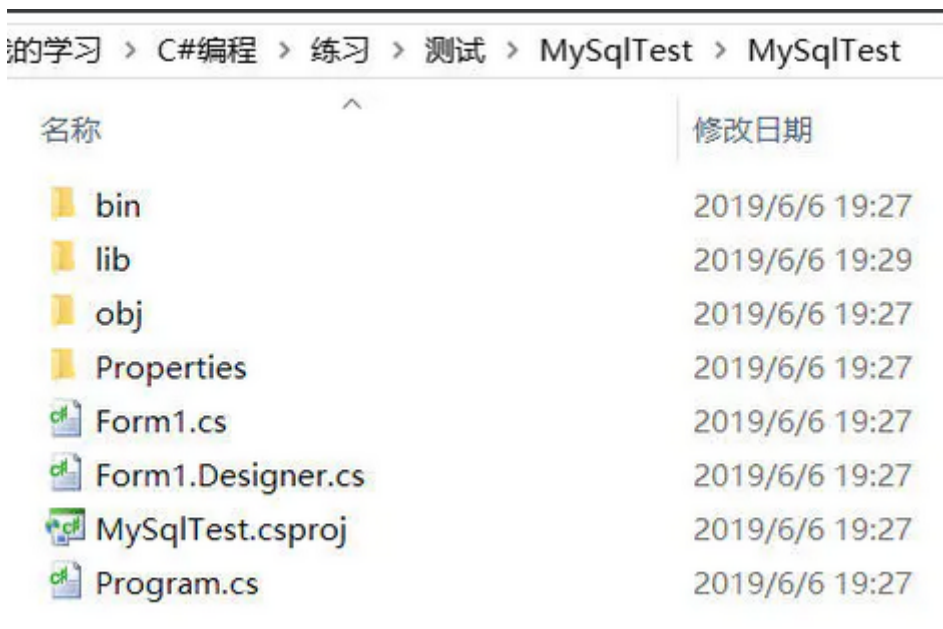 的学习 > C#编程 > 练习 > 测试 > MySqlTest > MySqlTest
名称 修改日期
bin 2019/6/6 19:27
lib 2019/6/6 19:29
obj 2019/6/6 19:27
Properties 2019/6/6 19:27
Form1.cs 2019/6/6 19:27
Form1.Designer.cs 2019/6/6 19:27
MySqlTest.csproj 2019/6/6 19:27
Program.cs 2019/6/6 19:27